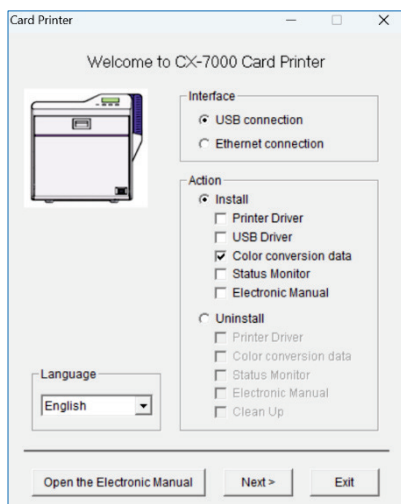 Card Printer
Welcome to CX-7000 Card Printer
Interface
USB connection
Ethernet connection
Action
Install
Printer Driver
USB Driver
Color conversion data
Status Monitor
Electronic Manual
Uninstall
Printer Driver
Color conversion data
Status Monitor
Electronic Manual
Clean Up
Language
English
Open the Electronic Manual
Next >
Exit